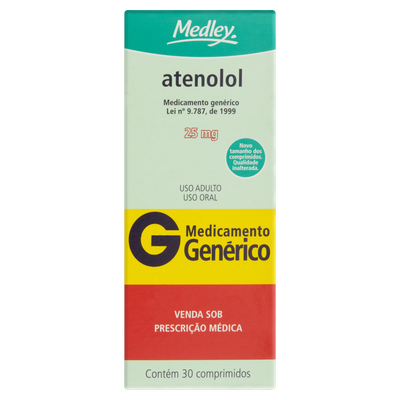 Medley.
atenolol
Medicamento genérico
Lei nº 9.787, de 1999
25 mg
Novo
tamanho dos
comprimidos.
Qualidade
inalterada.
USO ADULTO
USO ORAL
G Medicamento
Genérico
VENDA SOB
PRESCRIÇÃO MÉDICA
Contém 30 comprimidos